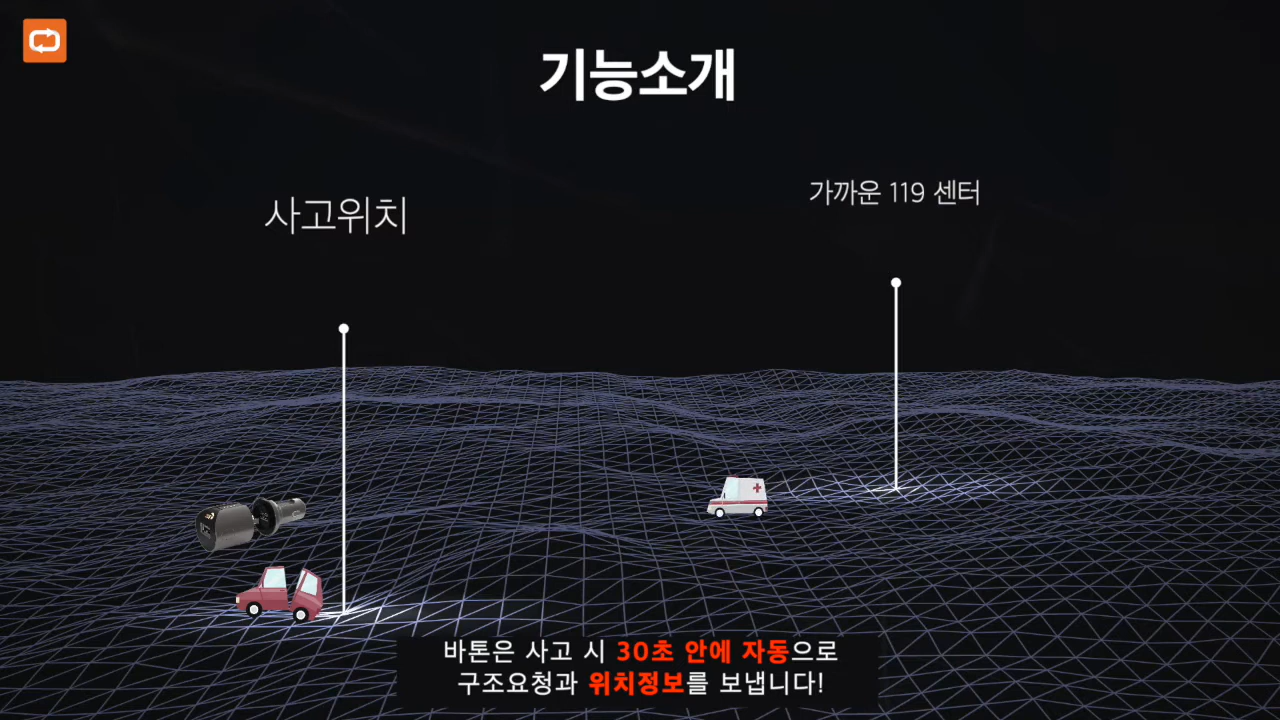 기능소개
사고위치
가까운 119 센터
바톤은 사고 시 30초 안에 자동으로
구조요청과 위치정보를 보냅니다!